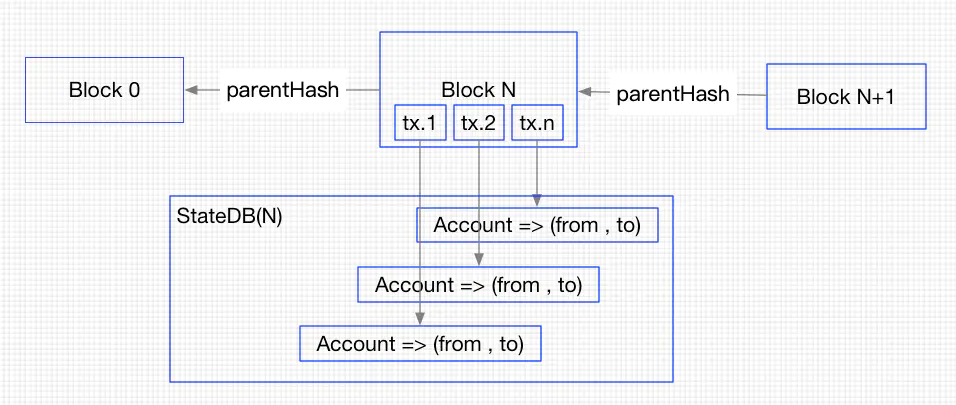 Block 0
parentHash
Block N
parentHash
Block N+1
tx.1
tx.2
tx.n
StateDB(N)
Account => (from , to)
Account => (from , to)
Account => (from , to)